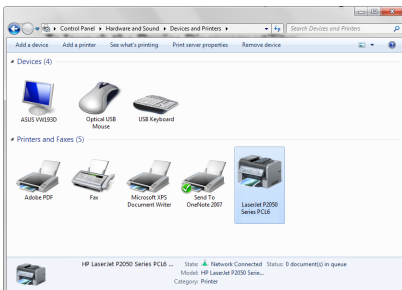 Control Panel ▸ Hardware and Sound ▸ Devices and Printers ▸
Search Devices and Printers
Add a device Add a printer See what's printing Print server properties Remove device
Devices (4)
ASUS VW193D
Optical USB Mouse
USB Keyboard
Printers and Faxes (5)
Adobe PDF
Fax
Microsoft XPS Document Writer
Send To OneNote 2007
LaserJet P2050 Series PCL6
HP LaserJet P2050 Series PCL6 ... State: Network Connected Status: 0 document(s) in queue
Model: HP LaserJet P2050 Serie...
Category: Printer